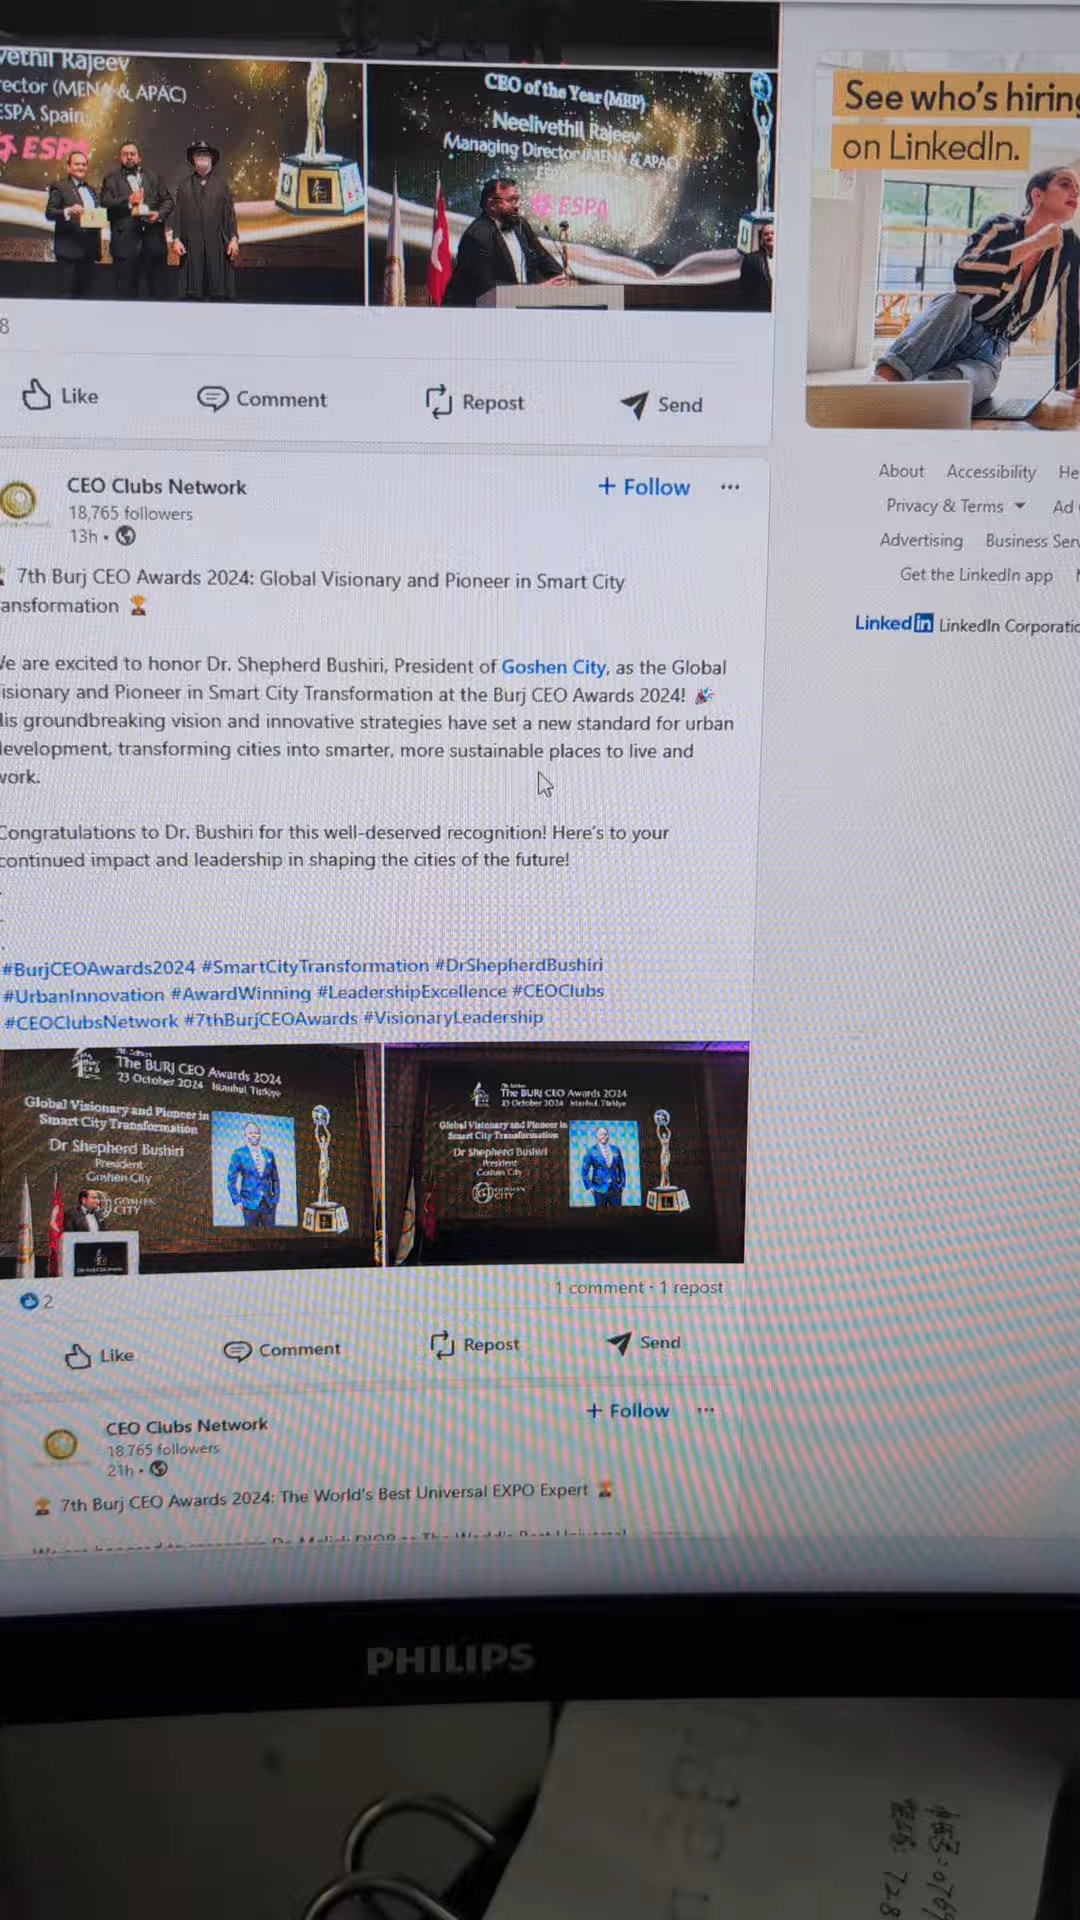 vethil Rajeev
rector (MENA & APAC)
ESPA Spain
ESPA
CEO of the Year (MEP)
Neelivethil Rajeev
Managing Director (MENA & APAC)
ESPA
See who's hiring
on LinkedIn.
8
Like
Comment
Repost
Send
CEO Clubs Network
18,765 followers
13h •
+ Follow
...
7th Burj CEO Awards 2024: Global Visionary and Pioneer in Smart City
ansformation
We are excited to honor Dr. Shepherd Bushiri, President of Goshen City, as the Global
isionary and Pioneer in Smart City Transformation at the Burj CEO Awards 2024!
His groundbreaking vision and innovative strategies have set a new standard for urban
development, transforming cities into smarter, more sustainable places to live and
work.
Congratulations to Dr. Bushiri for this well-deserved recognition! Here's to your
continued impact and leadership in shaping the cities of the future!
.
.
.
#BurjCEOAwards2024 #SmartCityTransformation #DrShepherdBushiri
#UrbanInnovation #AwardWinning #LeadershipExcellence #CEOClubs
#CEOClubsNetwork #7thBurjCEOAwards #VisionaryLeadership
About Accessibility He
Privacy & Terms Ad
Advertising Business Serv
Get the LinkedIn app
LinkedIn LinkedIn Corporatio
7th Edition
The BURJ CEO Awards 2024
23 October 2024 Istanbul, Türkiye
Global Visionary and Pioneer in
Smart City Transformation
Dr Shepherd Bushiri
President
Goshen City
GOSHEN
CITY
7th Edition
The BURJ CEO Awards 2024
23 October 2024 Istanbul, Türkiye
Global Visionary and Pioneer in
Smart City Transformation
Dr Shepherd Bushiri
President
Goshen City
GOSHEN
CITY
2
1 comment · 1 repost
Like
Comment
Repost
Send
CEO Clubs Network
18,765 followers
21h •
+ Follow
...
7th Burj CEO Awards 2024: The World's Best Universal EXPO Expert
PHILIPS